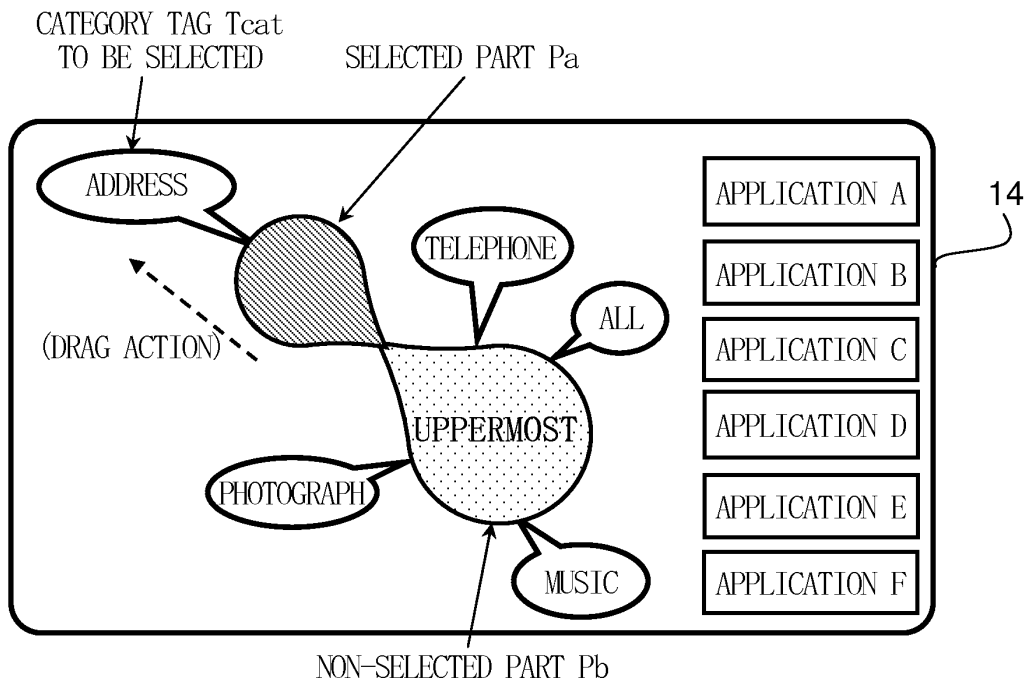 CATEGORY TAG Tcat
TO BE SELECTED
SELECTED PART Pa
ADDRESS
TELEPHONE
ALL
(DRAG ACTION)
UPPERMOST
PHOTOGRAPH
MUSIC
APPLICATION A
APPLICATION B
APPLICATION C
APPLICATION D
APPLICATION E
APPLICATION F
14
NON-SELECTED PART Pb